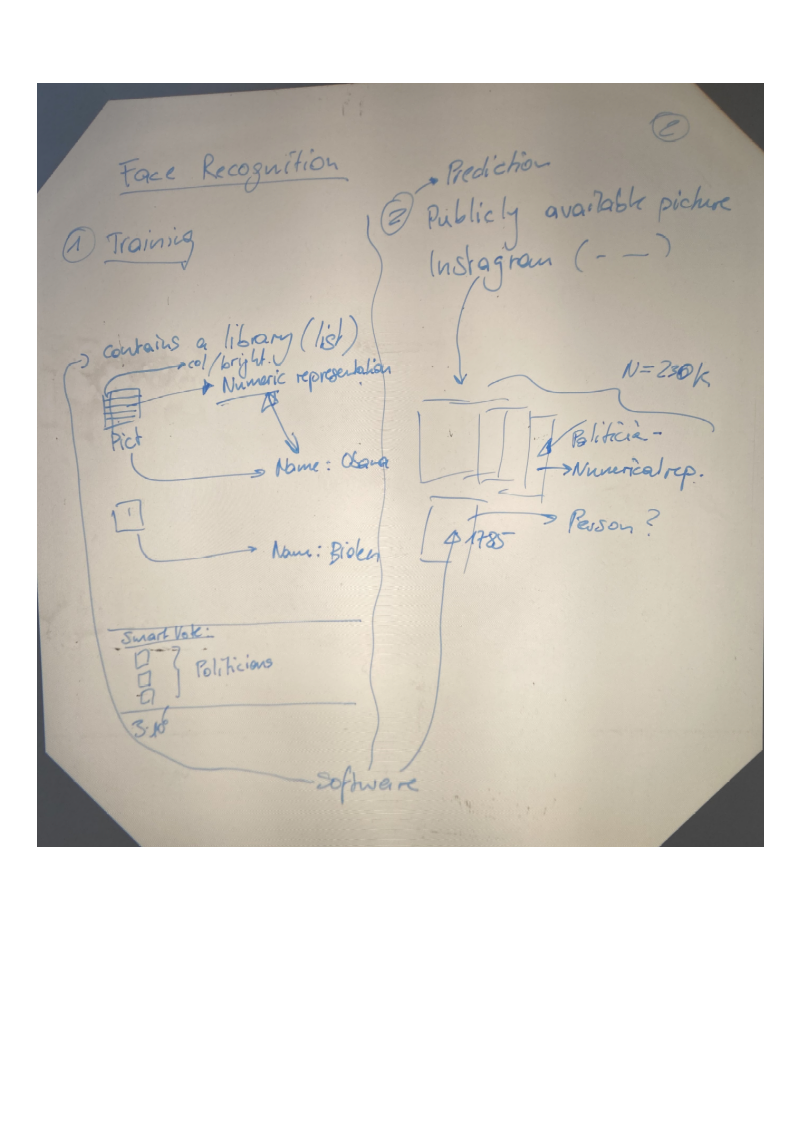 Face Recognition
1 Training
contains a library (list)
col/bright.
Numeric representation
Pict
Name: Obama
Name: Biden
Smart Vote:
Politicians
3·10⁶
Software
2
Prediction
Publicly available picture
Instagram (- —)
N=230k
Politicia-
Numerical rep.
1785
Person?